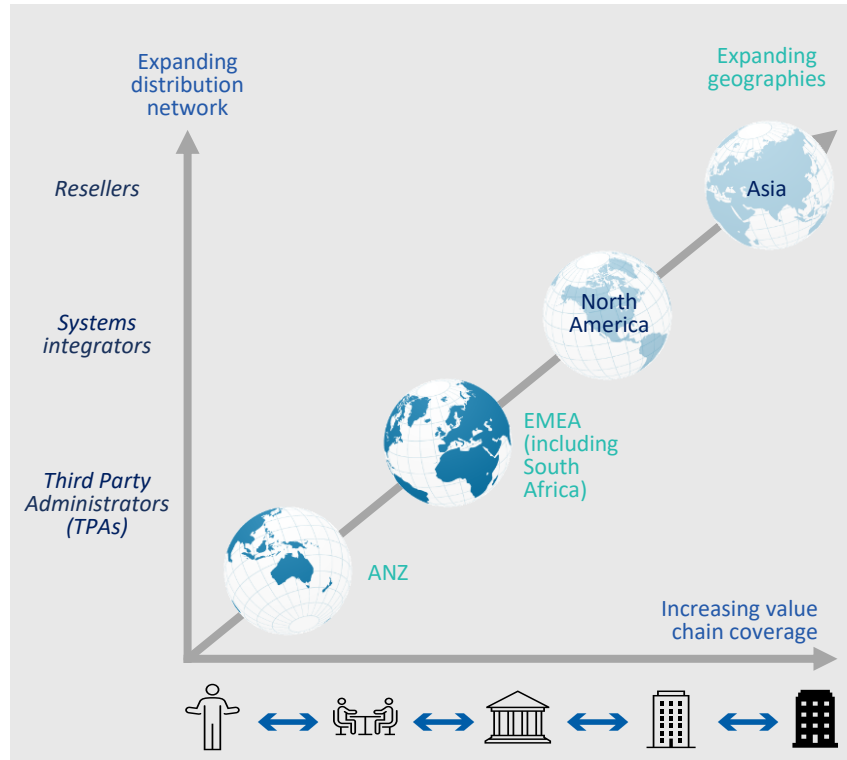 Expanding
distribution
network
Expanding
geographies
Resellers
Asia
North
America
Systems
integrators
EMEA
(including
South
Africa)
Third Party
Administrators
(TPAs)
ANZ
Increasing value
chain coverage